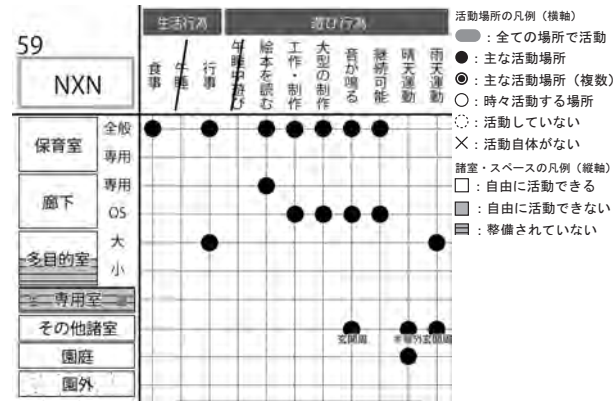 59
NXN
生活行為
遊び行為
食事
午睡
行事
午睡中遊び
絵本を読む
工作・制作
大型の制作
音が鳴る
継続可能
晴天運動
雨天運動
保育室
全般
専用
廊下
専用
OS
多目的室
大
小
専用室
その他諸室
園庭
園外
玄関周
玄関周
活動場所の凡例（横軸）
：全ての場所で活動
：主な活動場所
：主な活動場所（複数）
：時々活動する場所
：活動していない
：活動自体がない
諸室・スペースの凡例（縦軸）
：自由に活動できる
：自由に活動できない
：整備されていない